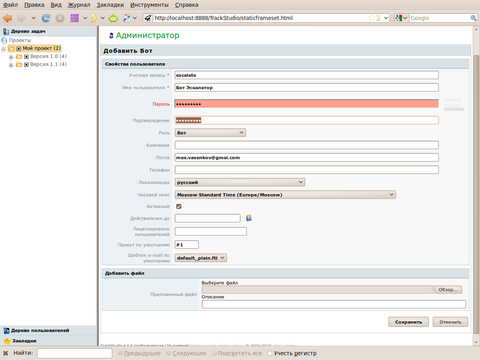 Файл Правка Вид Журнал Закладки Инструменты Справка
http://localhost:8888/TrackStudio/staticframeset.html
Google
Дерево задач
Проекты
Мой проект (2)
Версия 1.0 (4)
Версия 1.1 (4)
Администратор
Добавить Бот
Свойства пользователя
Учетная запись * escalate
Имя пользователя * Бот Эскалатор
Пароль
Подтверждение
Роль Бот
Компания
Почта max.vasenkov@gmai.com
Телефон
Локализация русский
Часовой пояс Moscow Standard Time (Europe/Moscow)
Активный
Действителен до
Лицензировано пользователей
Проект по умолчанию #1
Шаблон e-mail по умолчанию default_plain.ftl
Добавить файл
Выберите файл
Приложенный файл Обзор...
Описание
Сохранить Отменить
Дерево пользователей
Закладки
Найти: Предыдущее Следующее Подсветить все Учесть регистр